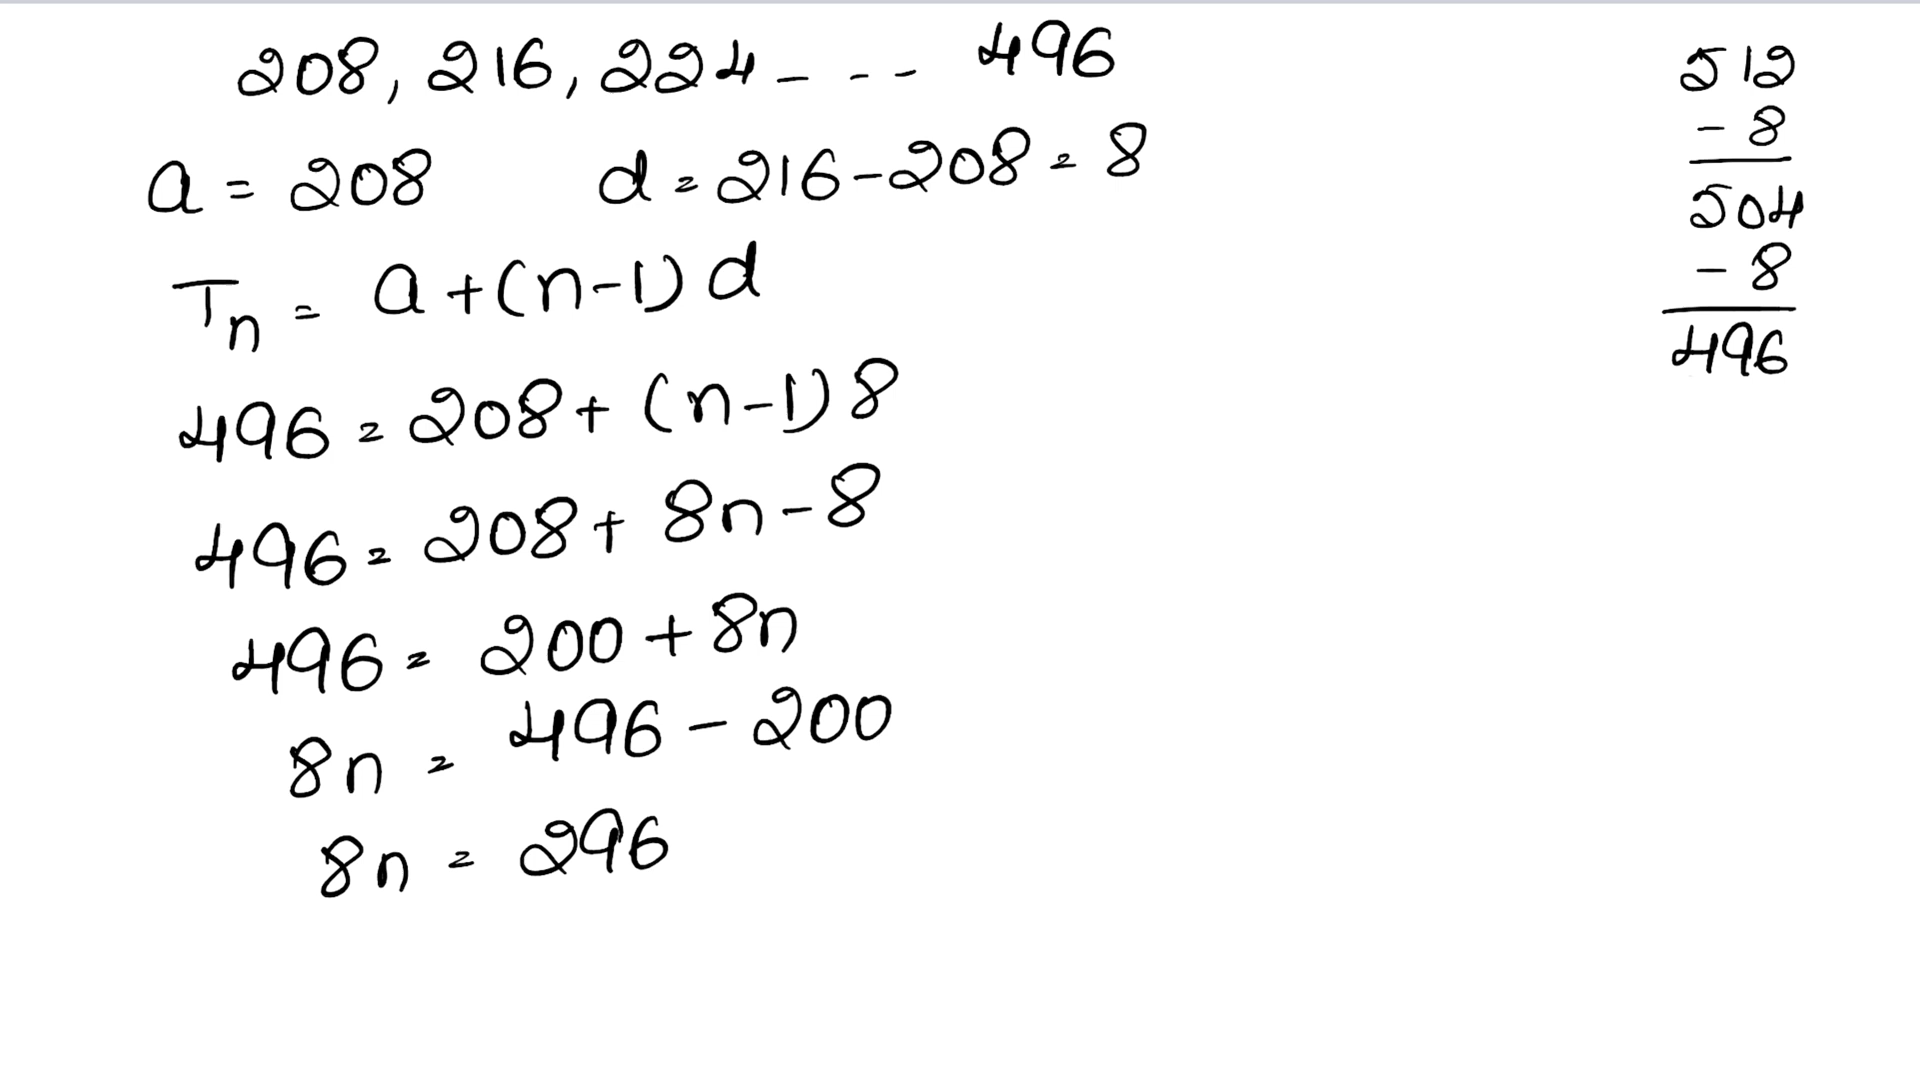 208, 216, 224 - - - 496
a = 208 d = 216 - 208 = 8
Tn = a + (n-1) d
496 = 208 + (n-1) 8
496 = 208 + 8n - 8
496 = 200 + 8n
8n = 496 - 200
8n = 296
512
- 8
504
- 8
496